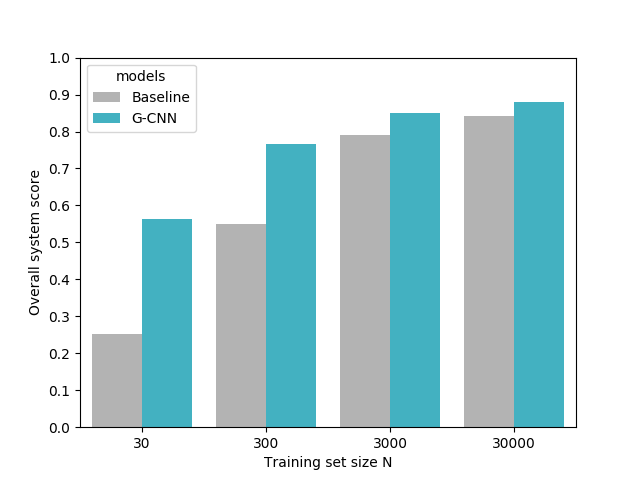 models
Baseline
G-CNN
Overall system score
1.0
0.9
0.8
0.7
0.6
0.5
0.4
0.3
0.2
0.1
0.0
30 300 3000 30000
Training set size N